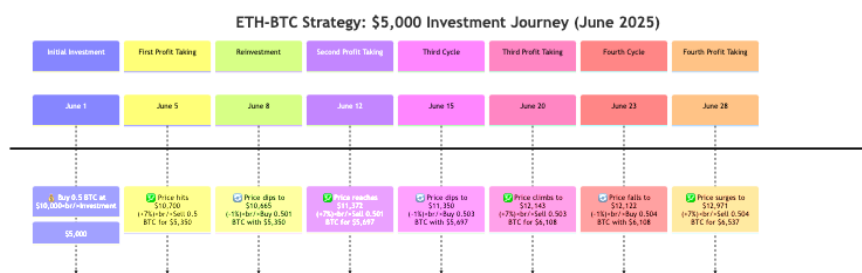 ETH-BTC Strategy: $5,000 Investment Journey (June 2025)
Initial Investment
First Profit Taking
Reinvestment
Second Profit Taking
Third Cycle
Third Profit Taking
Fourth Cycle
Fourth Profit Taking
June 1
June 5
June 8
June 12
June 15
June 20
June 23
June 28
Buy 0.5 BTC at
$10,000<br/>Investment
$5,000
Price hits
$10,700
(+7%)<br/>Sell 0.5
BTC for $5,350
Price dips to
$10,665
(-1%)<br/>Buy 0.501
BTC with $5,350
Price reaches
$11,372
(+7%)<br/>Sell 0.501
BTC for $5,697
Price dips to
$11,350
(-1%)<br/>Buy 0.503
BTC with $5,697
Price climbs to
$12,143
(+7%)<br/>Sell 0.503
BTC for $6,108
Price falls to
$12,122
(-1%)<br/>Buy 0.504
BTC with $6,108
Price surges to
$12,971
(+7%)<br/>Sell 0.504
BTC for $6,537